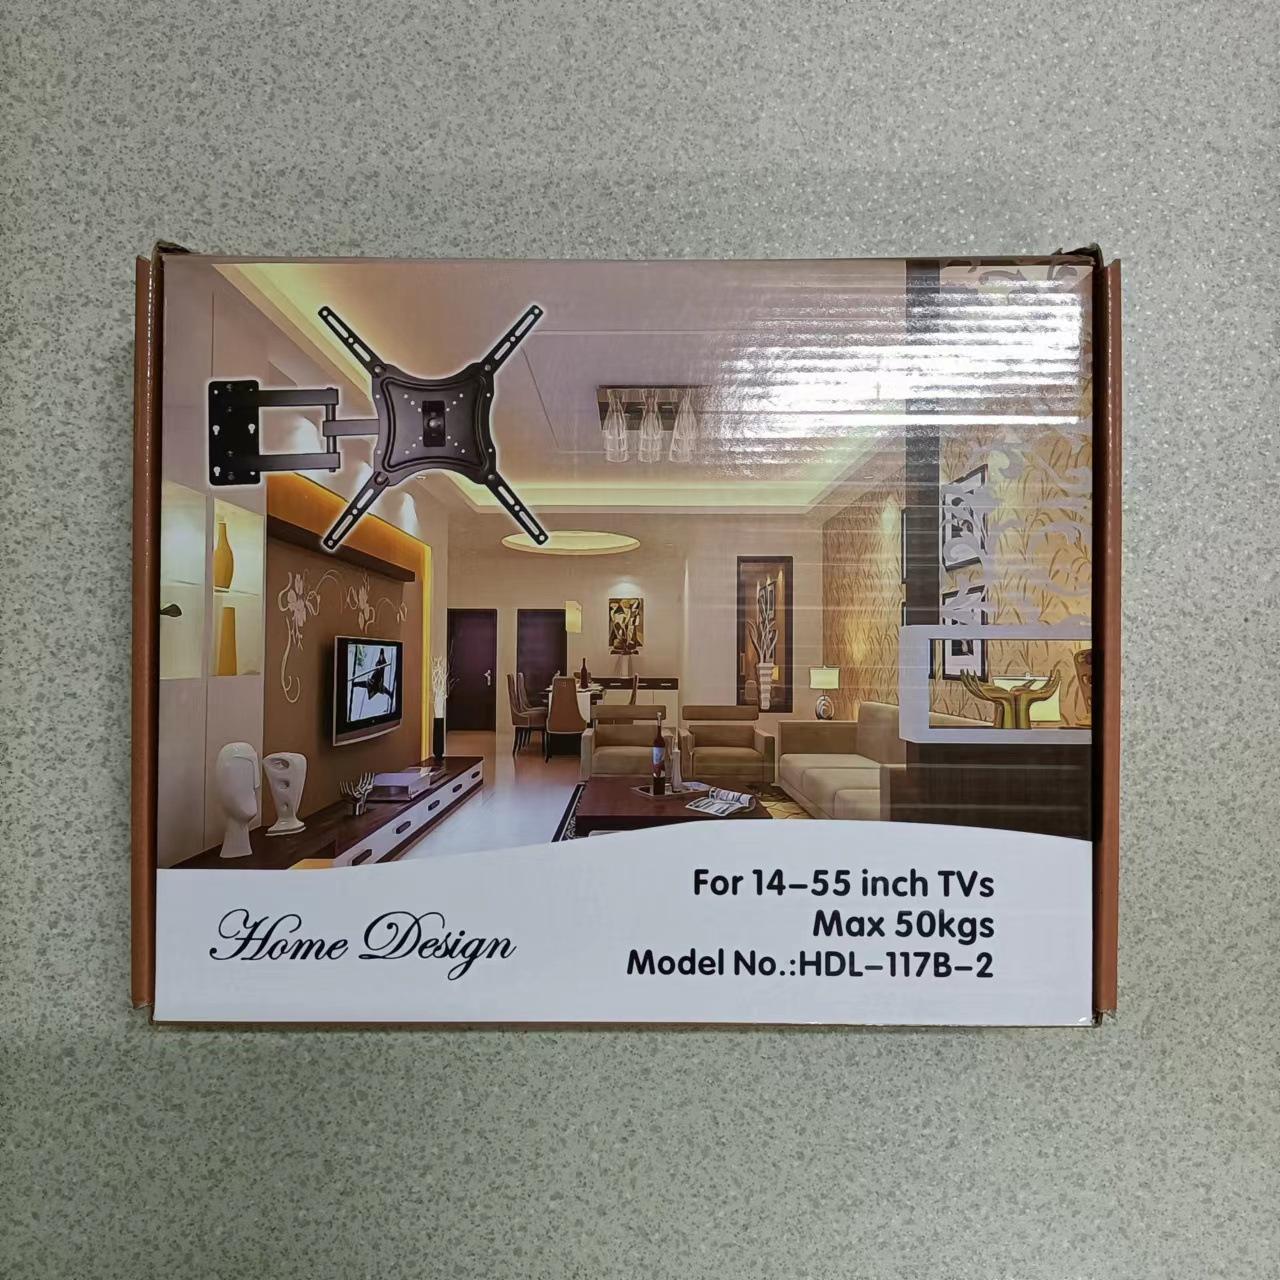 Home Design
For 14-55 inch TVs
Max 50kgs
Model No.:HDL-117B-2